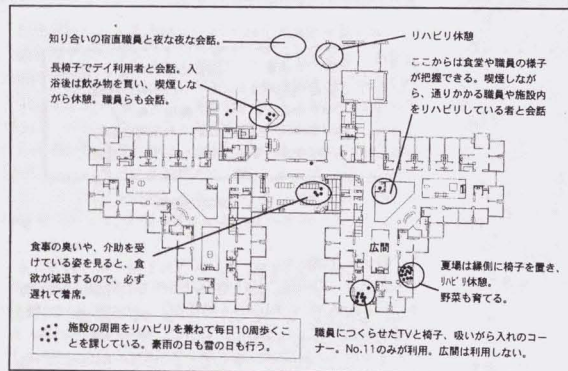 知り合いの宿直職員と夜な夜な会話。
リハビリ休憩
長椅子でデイ利用者と会話。入
浴後は飲み物を買い、喫煙しな
がら休憩。職員らも会話。
ここからは食堂や職員の様子
が把握できる。喫煙しなが
ら、通りかかる職員や施設内
をリハビリしている者と会話
食事の臭いや、介助を受
けている姿を見ると、食
欲が減退するので、必ず
遅れて着席。
広間
夏場は縁側に椅子を置き、
リハビリ休憩。
野菜も育てる。
施設の周囲をリハビリを兼ねて毎日10周歩くこ
とを課している。豪雨の日も雪の日も行う。
職員につくらせたTVと椅子、吸いがら入れのコー
ナー。No.11のみが利用。広間は利用しない。